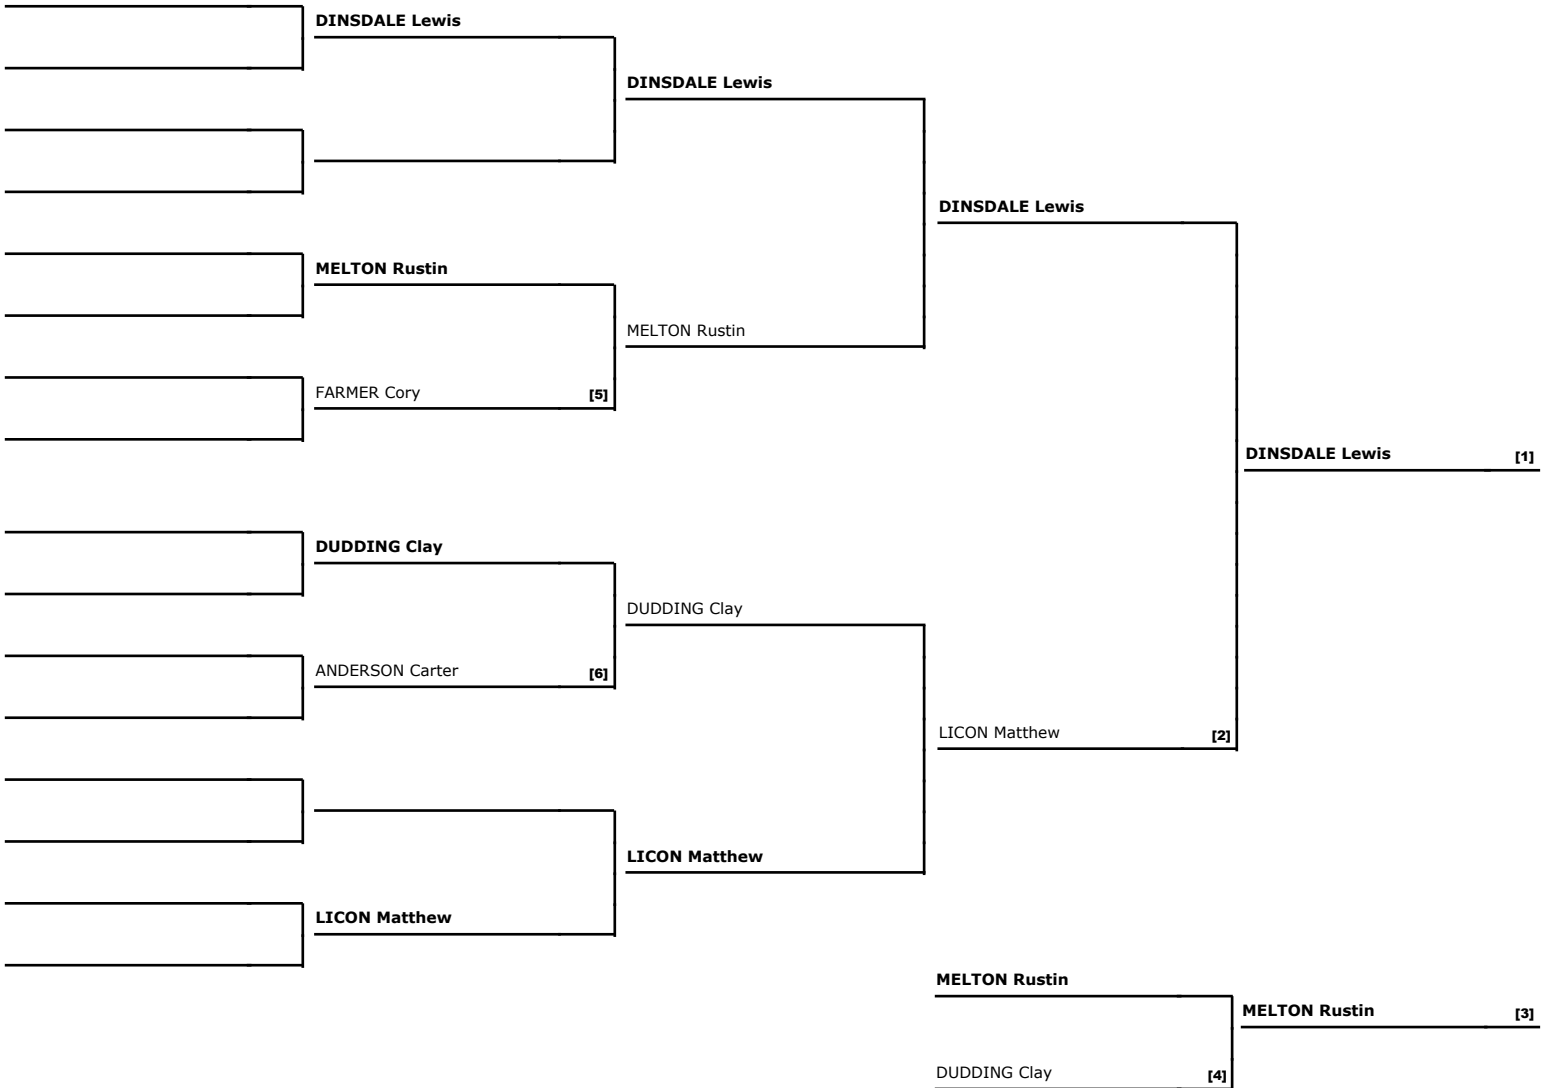 DINSDALE Lewis
DINSDALE Lewis
DINSDALE Lewis
MELTON Rustin
MELTON Rustin
FARMER Cory [5]
DINSDALE Lewis [1]
DUDDING Clay
DUDDING Clay
ANDERSON Carter [6]
LICON Matthew [2]
LICON Matthew
LICON Matthew
MELTON Rustin
MELTON Rustin [3]
DUDDING Clay [4]